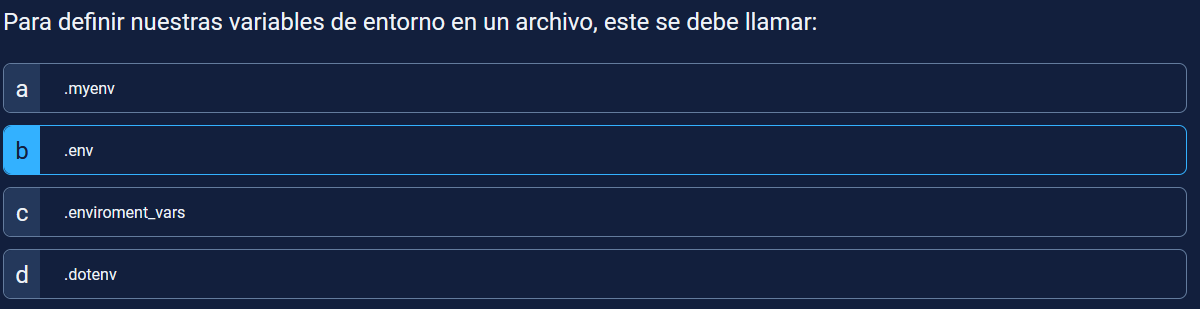 Para definir nuestras variables de entorno en un archivo, este se debe llamar:
a .myenv
b .env
c .enviroment_vars
d .dotenv